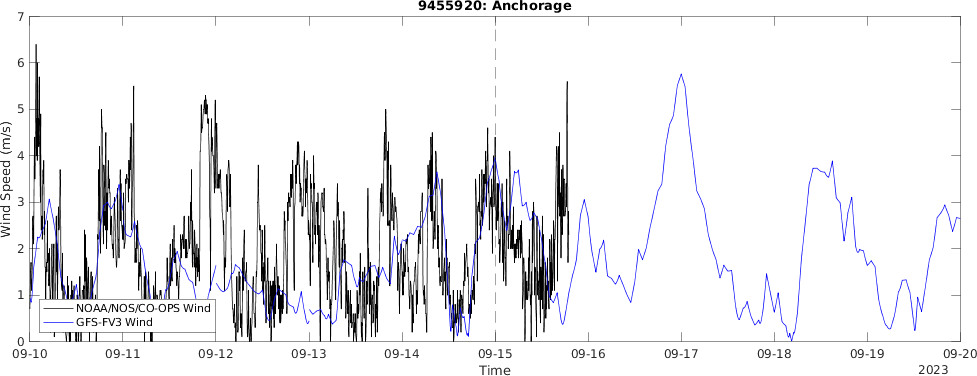 9455920: Anchorage
7
6
5
4
3
2
1
0
Wind Speed (m/s)
NOAA/NOS/CO-OPS Wind
GFS-FV3 Wind
09-10 09-11 09-12 09-13 09-14 09-15 09-16 09-17 09-18 09-19 09-20
Time
2023